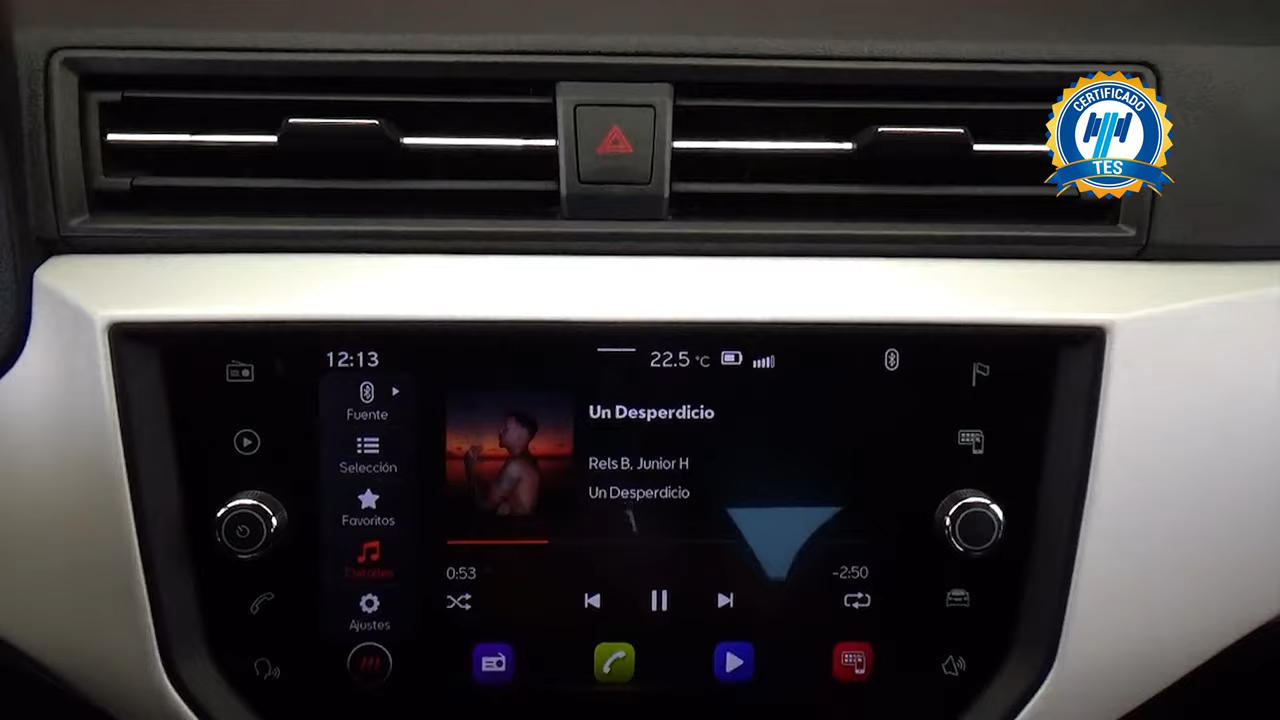 CERTIFICADO
TES
12:13
22.5 °C
Fuente
Un Desperdicio
Selección
Rels B, Junior H
Un Desperdicio
Favoritos
Detalles
0:53
-2:50
Ajustes